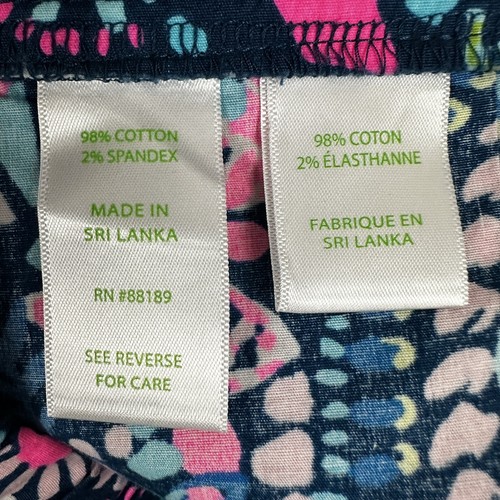 98% COTTON
2% SPANDEX
MADE IN
SRI LANKA
RN #88189
SEE REVERSE
FOR CARE
98% COTON
2% ÉLASTHANNE
FABRIQUE EN
SRI LANKA